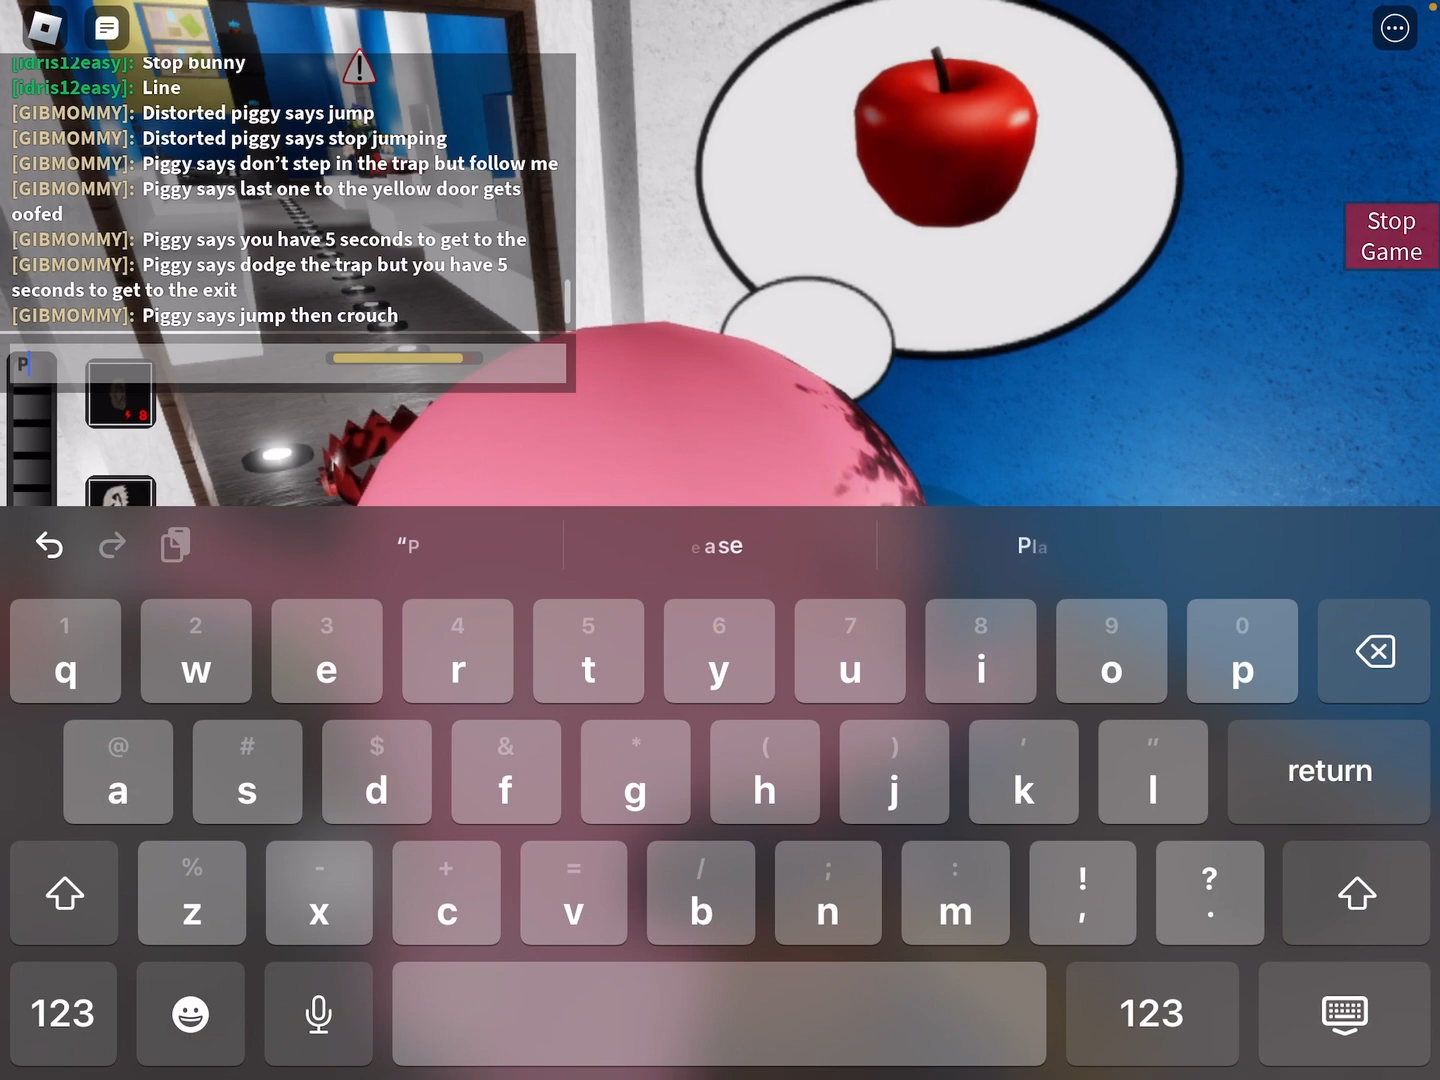 [idris12easy]: Stop bunny
[idris12easy]: Line
[GIBMOMMY]: Distorted piggy says jump
[GIBMOMMY]: Distorted piggy says stop jumping
[GIBMOMMY]: Piggy says don’t step in the trap but follow me
[GIBMOMMY]: Piggy says last one to the yellow door gets
oofed
[GIBMOMMY]: Piggy says you have 5 seconds to get to the
[GIBMOMMY]: Piggy says dodge the trap but you have 5
seconds to get to the exit
[GIBMOMMY]: Piggy says jump then crouch
P
8
Stop
Game
“P
ease
Pla
1 2 3 4 5 6 7 8 9 0
q w e r t y u i o p
@ # $ & * ( ) ' "
a s d f g h j k l return
% - + = / ; : ! ?
z x c v b n m , .
123 123